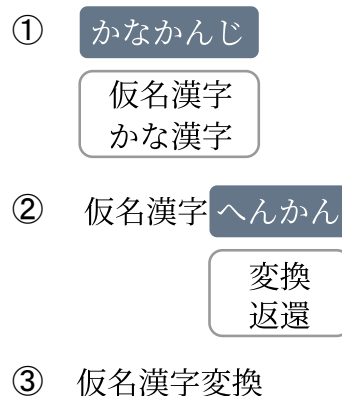 ① かなかんじ
仮名漢字
かな漢字
② 仮名漢字へんかん
変換
返還
③ 仮名漢字変換